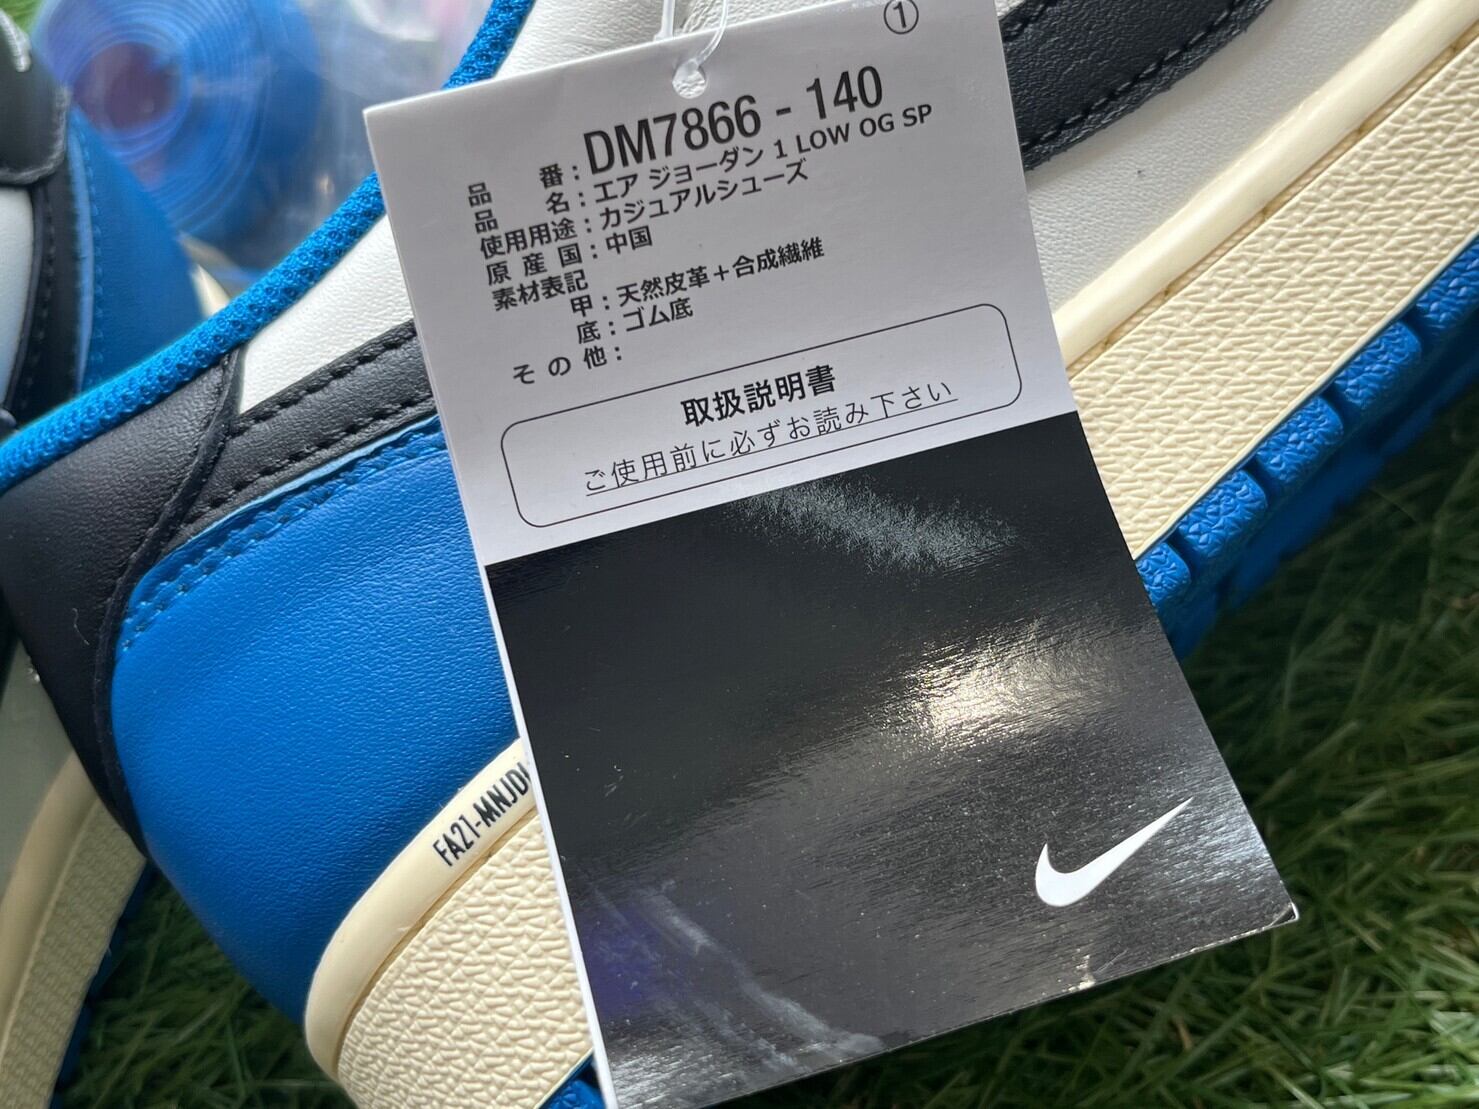 ①
品番：DM7866 - 140
品名：エア ジョーダン 1 LOW OG SP
使用用途：カジュアルシューズ
原産国：中国
素材表記
甲：天然皮革＋合成繊維
底：ゴム底
その他：
取扱説明書
ご使用前に必ずお読み下さい
FA21-MNJDL